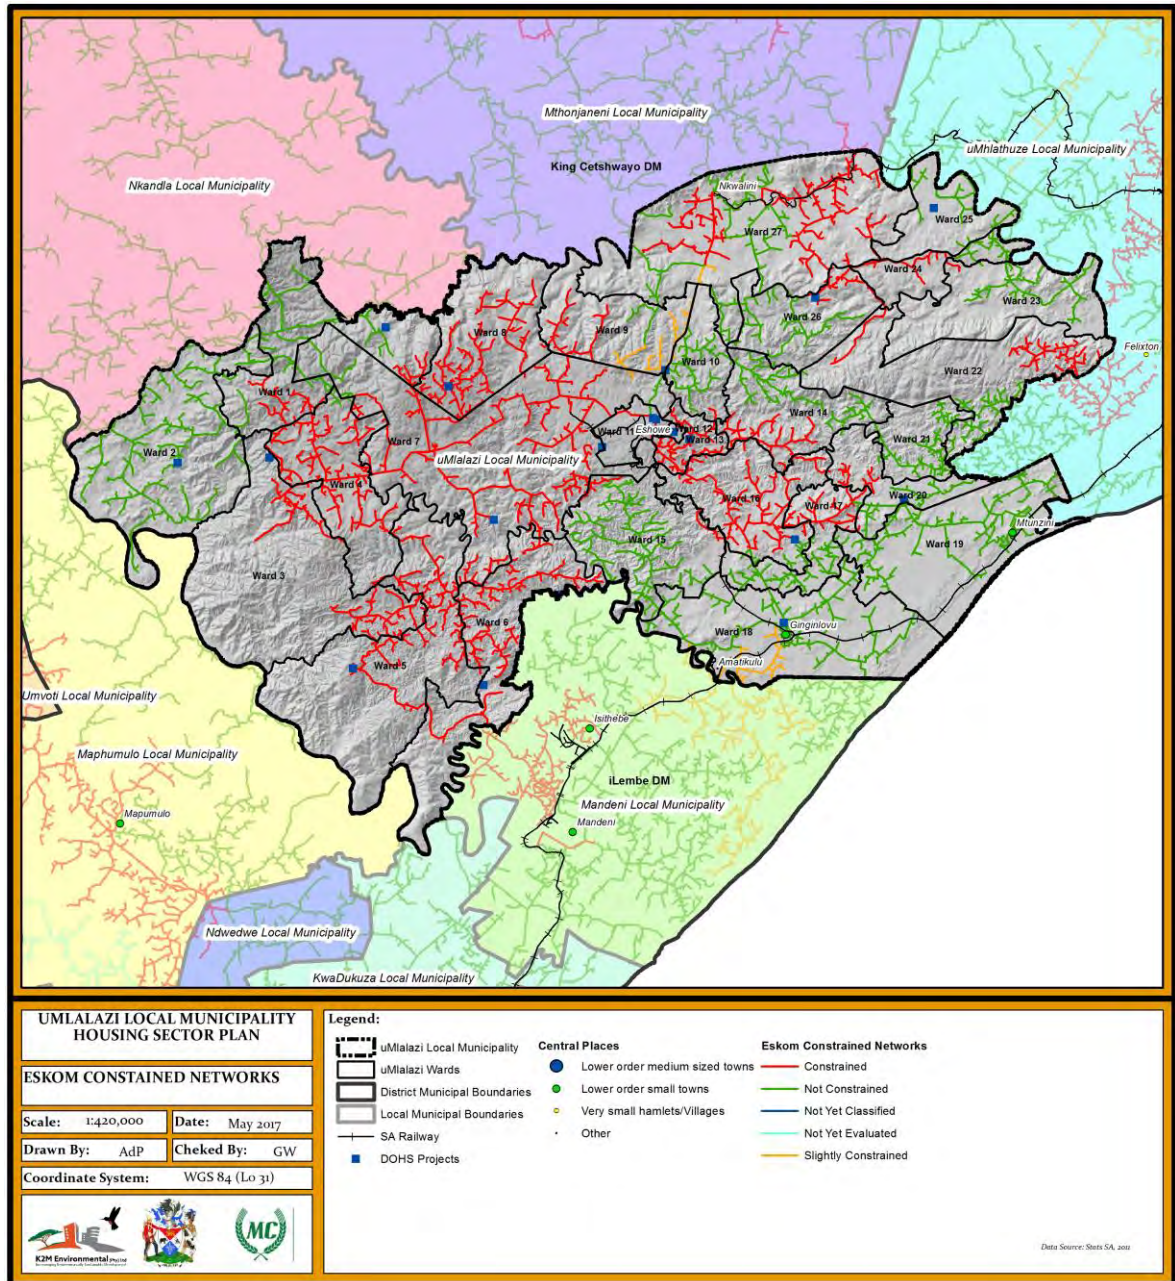 Mthonjaneni Local Municipality
uMhlathuze Local Municipality
King Cetshwayo DM
Nkandla Local Municipality
Nkwalini
Ward 25
Ward 27
Ward 24
Ward 23
Ward 26
Ward 8
Ward 9
Ward 10
Felixton
Ward 22
Ward 1
Ward 14
Ward 7
Ward 11
Eshowe
Ward 12
Ward 13
Ward 21
Ward 2
uMlalazi Local Municipality
Ward 4
Ward 16
Ward 17
Ward 20
Mtunzini
Ward 15
Ward 19
Ward 3
Ward 6
Ward 18
Ginginlovu
Ward 5
Amatikulu
Umvoti Local Municipality
Isithebe
Maphumulo Local Municipality
iLembe DM
Mandeni Local Municipality
Mapumulo
Mandeni
Ndwedwe Local Municipality
KwaDukuza Local Municipality
UMLALAZI LOCAL MUNICIPALITY
HOUSING SECTOR PLAN
ESKOM CONSTAINED NETWORKS
Scale: 1:420,000
Date: May 2017
Drawn By: AdP
Cheked By: GW
Coordinate System: WGS 84 (Lo 31)
K2M Environmental (Pty) Ltd
MC
Legend:
uMlalazi Local Municipality
uMlalazi Wards
District Municipal Boundaries
Local Municipal Boundaries
SA Railway
DOHS Projects
Central Places
Lower order medium sized towns
Lower order small towns
Very small hamlets/Villages
Other
Eskom Constrained Networks
Constrained
Not Constrained
Not Yet Classified
Not Yet Evaluated
Slightly Constrained
Data Source: Stats SA, 2011